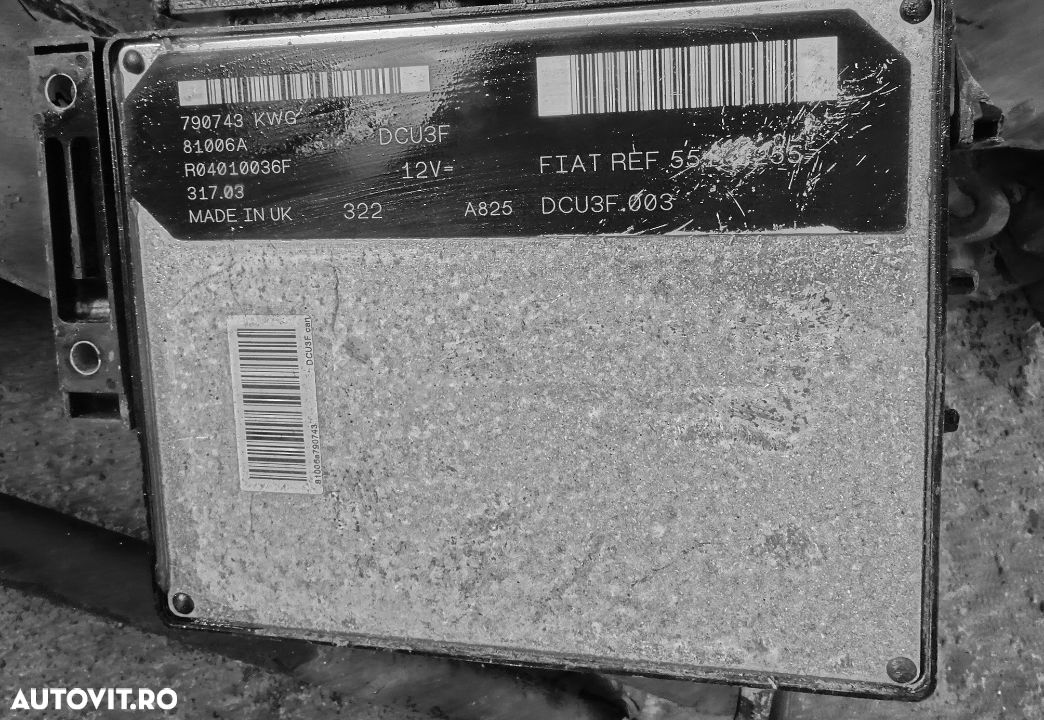 790743 KWG
81006A
R04010036F
317.03
MADE IN UK
DCU3F
12V=
322
A825
FIAT REF
DCU3F.003
DCU3F can
81006a790743
AUTOVIT.RO